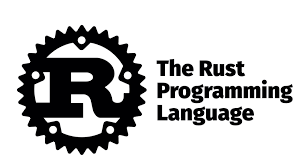 R
The Rust
Programming
Language